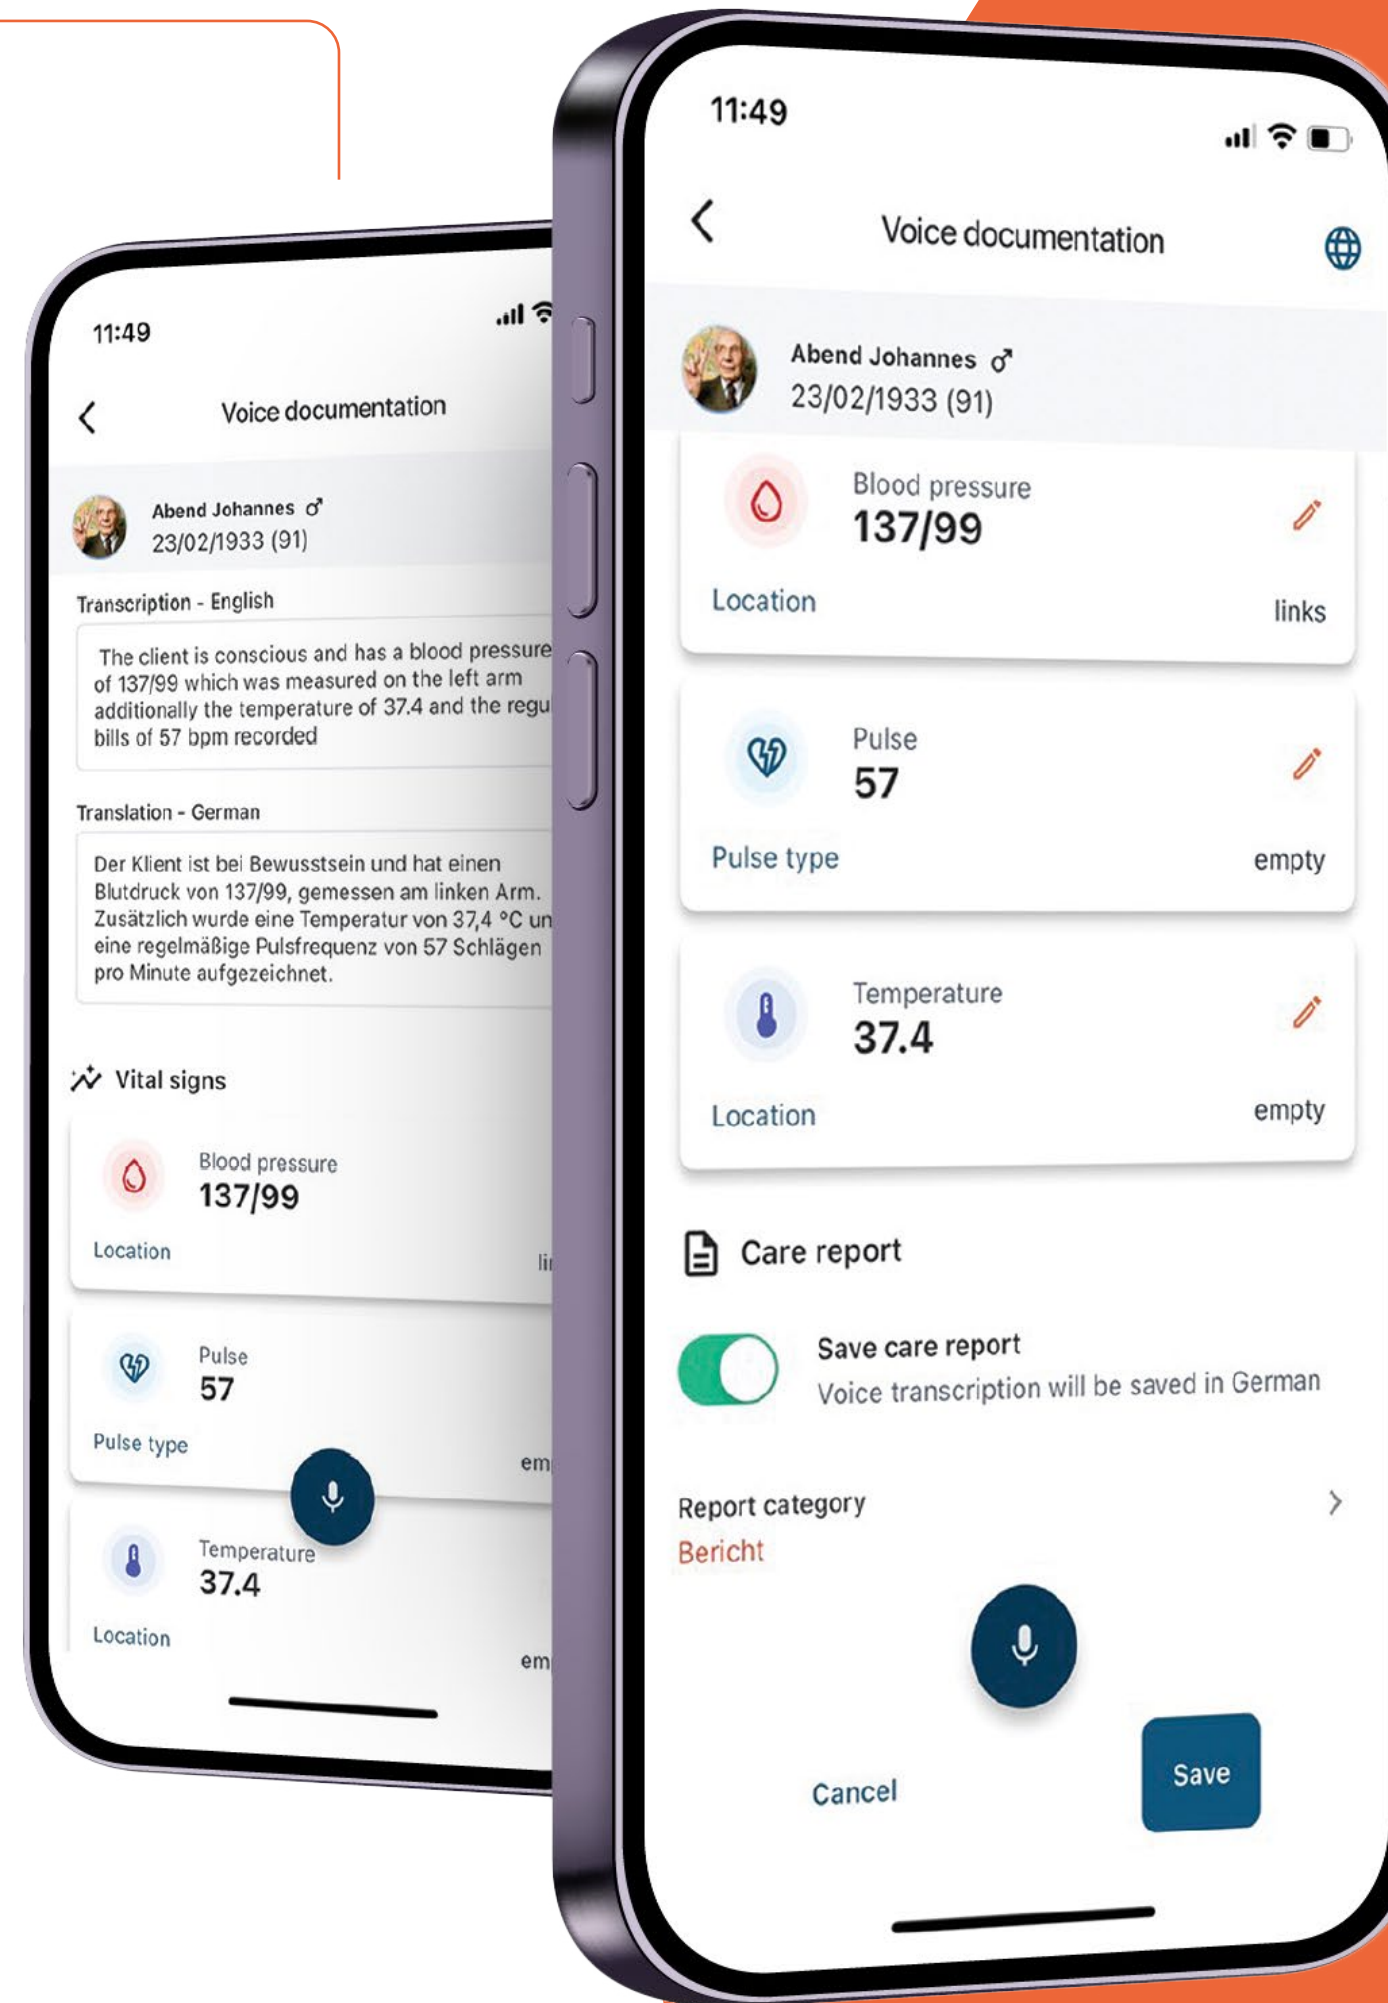 11:49
Voice documentation
Abend Johannes ♂
23/02/1933 (91)
Transcription - English
The client is conscious and has a blood pressure
of 137/99 which was measured on the left arm
additionally the temperature of 37.4 and the
bills of 57 bpm recorded
Translation - German
Der Klient ist bei Bewusstsein und hat einen
Blutdruck von 137/99, gemessen am linken Arm.
Zusätzlich wurde eine Temperatur von 37,4 °C
eine regelmäßige Pulsfrequenz von 57 Schlägen
pro Minute aufgezeichnet.
Vital signs
Blood pressure
137/99
Location
Pulse
57
Pulse type
Temperature
37.4
Location
11:49
Voice documentation
Abend Johannes ♂
23/02/1933 (91)
Blood pressure
137/99
Location links
Pulse
57
Pulse type empty
Temperature
37.4
Location empty
Care report
Save care report
Voice transcription will be saved in German
Report category
Bericht
Cancel
Save